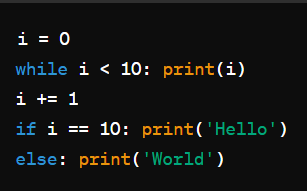 i = 0
while i < 10: print(i)
i += 1
if i == 10: print('Hello')
else: print('World')